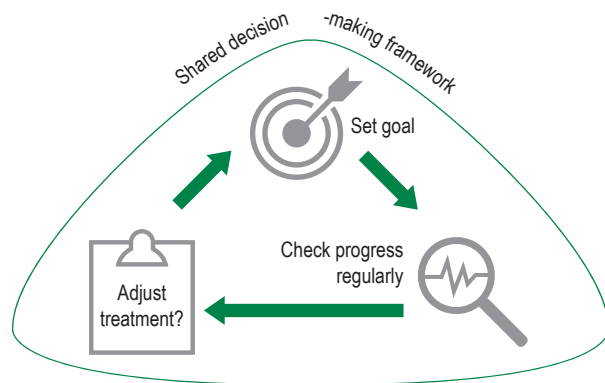 Shared decision-making framework
Set goal
Check progress
regularly
Adjust
treatment?